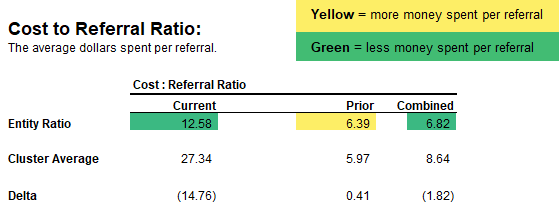 Cost to Referral Ratio:
The average dollars spent per referral.
Yellow = more money spent per referral
Green = less money spent per referral
Cost : Referral Ratio
Current Prior Combined
Entity Ratio 12.58 6.39 6.82
Cluster Average 27.34 5.97 8.64
Delta (14.76) 0.41 (1.82)